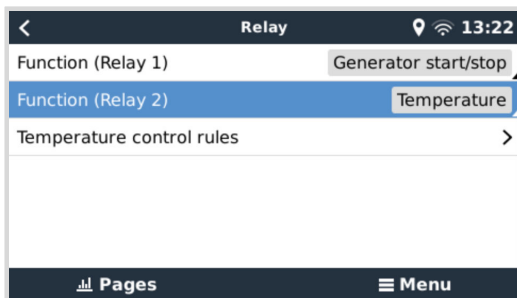 Relay 13:22
Function (Relay 1) Generator start/stop
Function (Relay 2) Temperature
Temperature control rules
Pages Menu